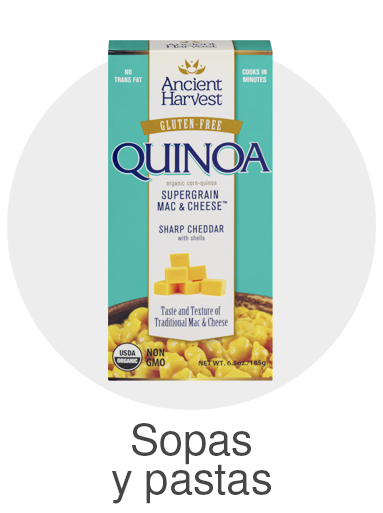 NO
TRANS FAT
COOKS IN
MINUTES
Ancient
Harvest
GLUTEN-FREE
QUINOA
organic corn-quinoa
SUPERGRAIN
MAC & CHEESE™
SHARP CHEDDAR
with shells
Taste and Texture of
Traditional Mac & Cheese
USDA
ORGANIC
NON
GMO
NET WT. 6.5oz./185g
Sopas
y pastas